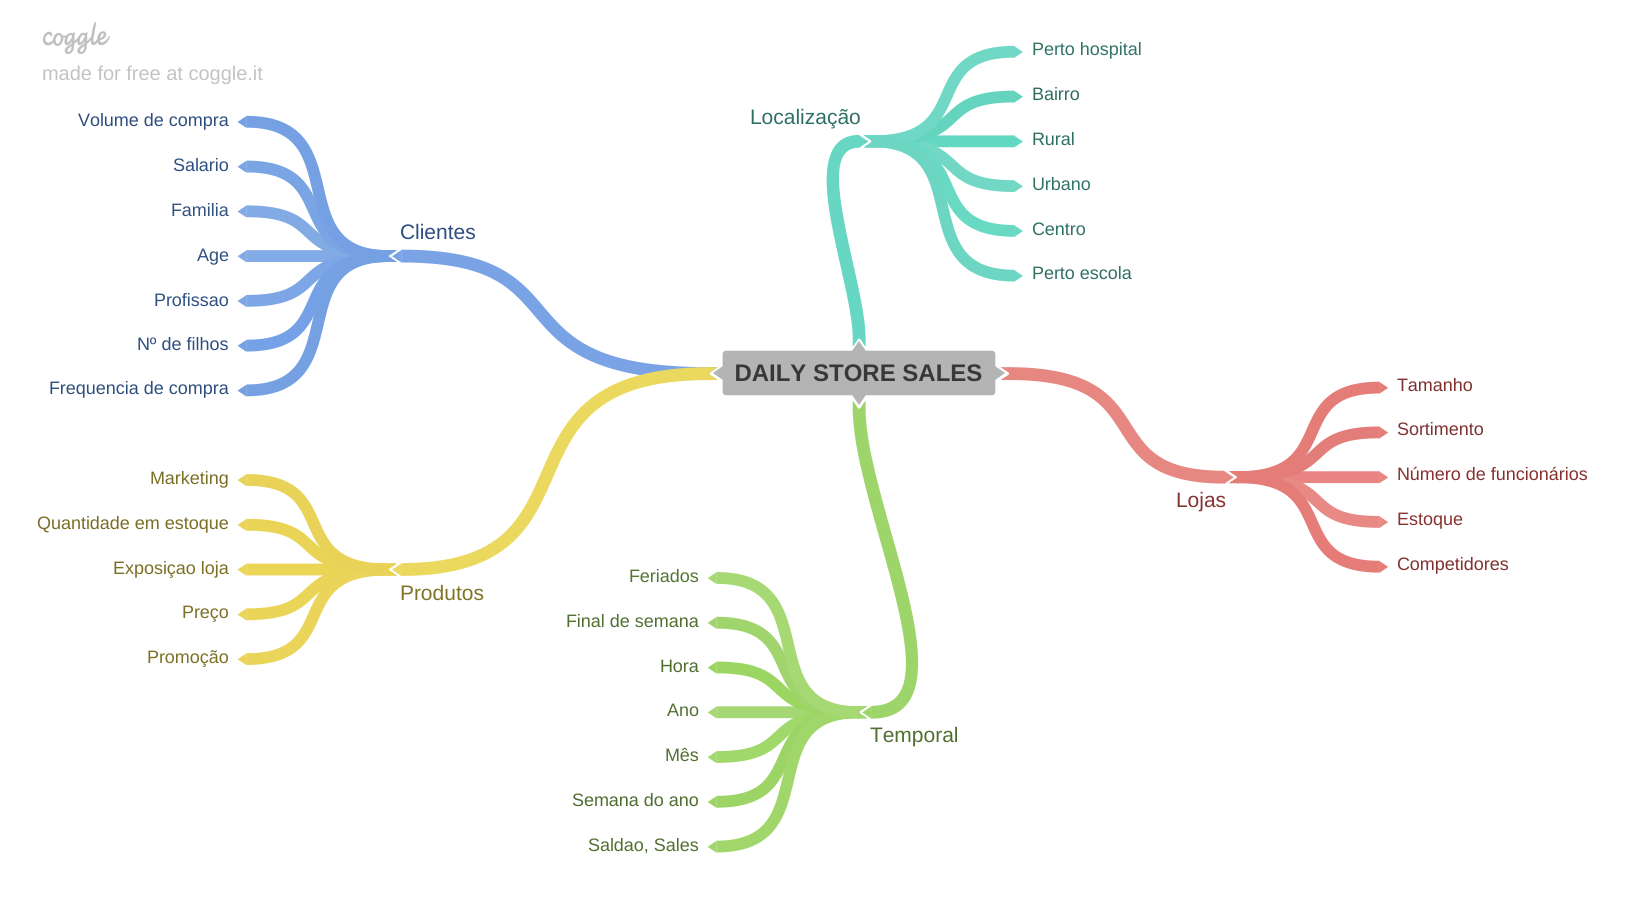 coggle
made for free at coggle.it
DAILY STORE SALES
Clientes
Volume de compra
Salario
Familia
Age
Profissao
Nº de filhos
Frequencia de compra
Produtos
Marketing
Quantidade em estoque
Exposiçao loja
Preço
Promoção
Localização
Perto hospital
Bairro
Rural
Urbano
Centro
Perto escola
Temporal
Feriados
Final de semana
Hora
Ano
Mês
Semana do ano
Saldao, Sales
Lojas
Tamanho
Sortimento
Número de funcionários
Estoque
Competidores